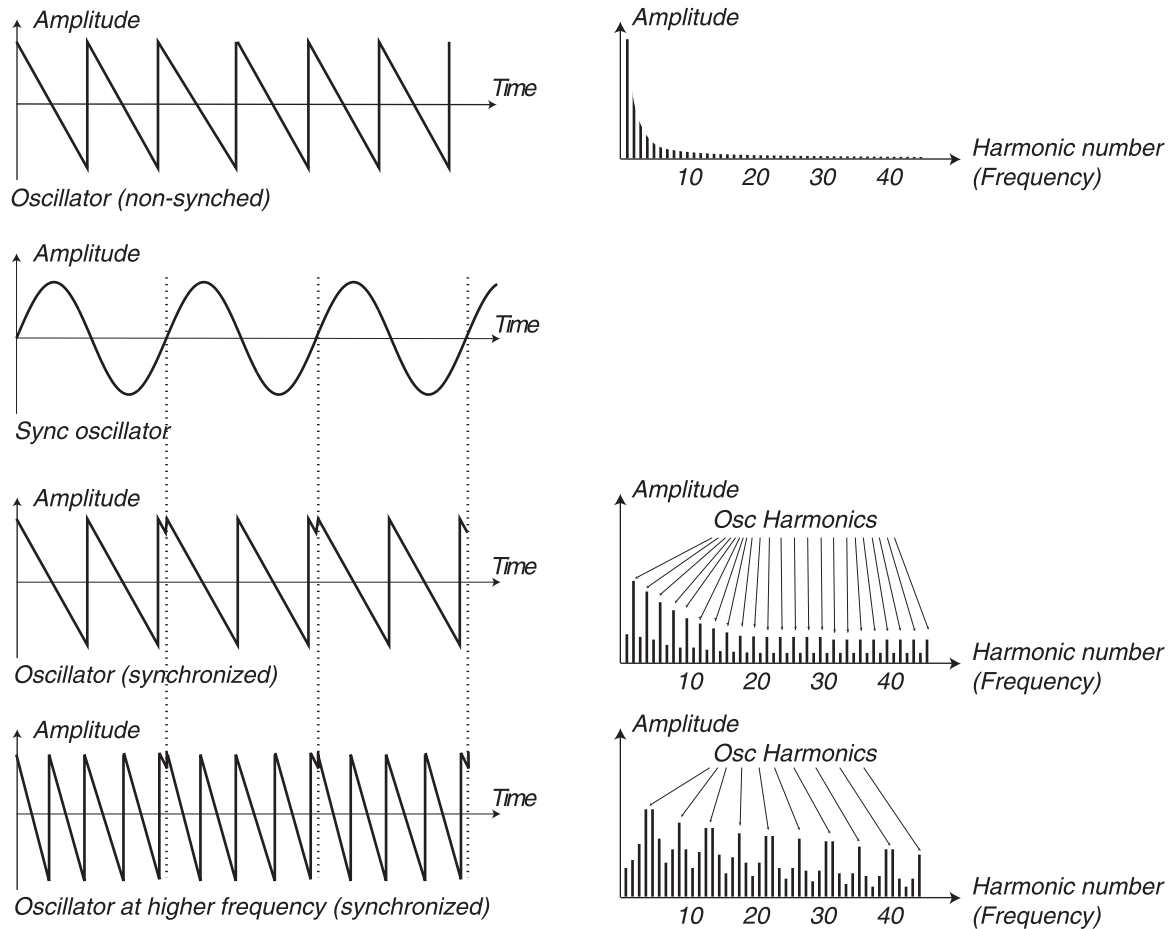 Amplitude
Time
Oscillator (non-synched)
Amplitude
Harmonic number
(Frequency)
10 20 30 40
Amplitude
Time
Sync oscillator
Amplitude
Time
Oscillator (synchronized)
Amplitude
Osc Harmonics
Harmonic number
(Frequency)
10 20 30 40
Amplitude
Time
Oscillator at higher frequency (synchronized)
Amplitude
Osc Harmonics
Harmonic number
(Frequency)
10 20 30 40